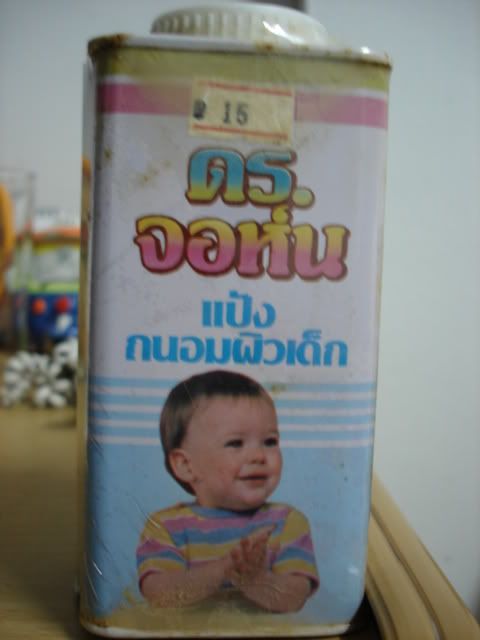 15
ดร.
จอห์น
แป้ง
ถนอมผิวเด็ก